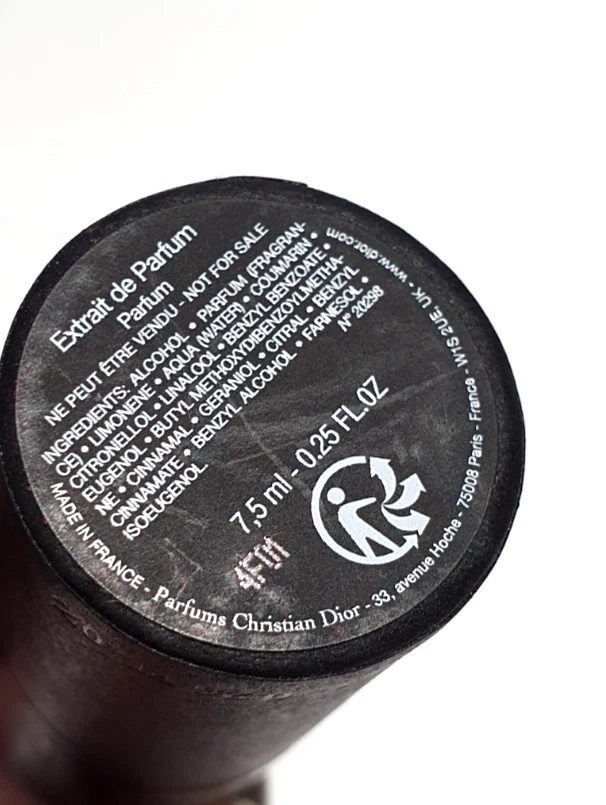 Extrait de Parfum
Parfum
NE PEUT ÊTRE VENDU - NOT FOR SALE
INGREDIENTS: ALCOHOL • PARFUM (FRAGRAN-
CE) • LIMONENE • AQUA (WATER) • COUMARIN •
CITRONELLOL • LINALOOL • BENZYL BENZOATE •
EUGENOL • BUTYL METHOXYDIBENZOYLMETHA-
NE • CINNAMAL • GERANIOL • CITRAL • BENZYL
CINNAMATE • BENZYL ALCOHOL • FARNESOL •
ISOEUGENOL. N° 20298
7,5 ml - 0.25 FL.OZ
4F01
MADE IN FRANCE - Parfums Christian Dior - 33, avenue Hoche - 75008 Paris - France - W1S 2UE, UK - www.dior.com